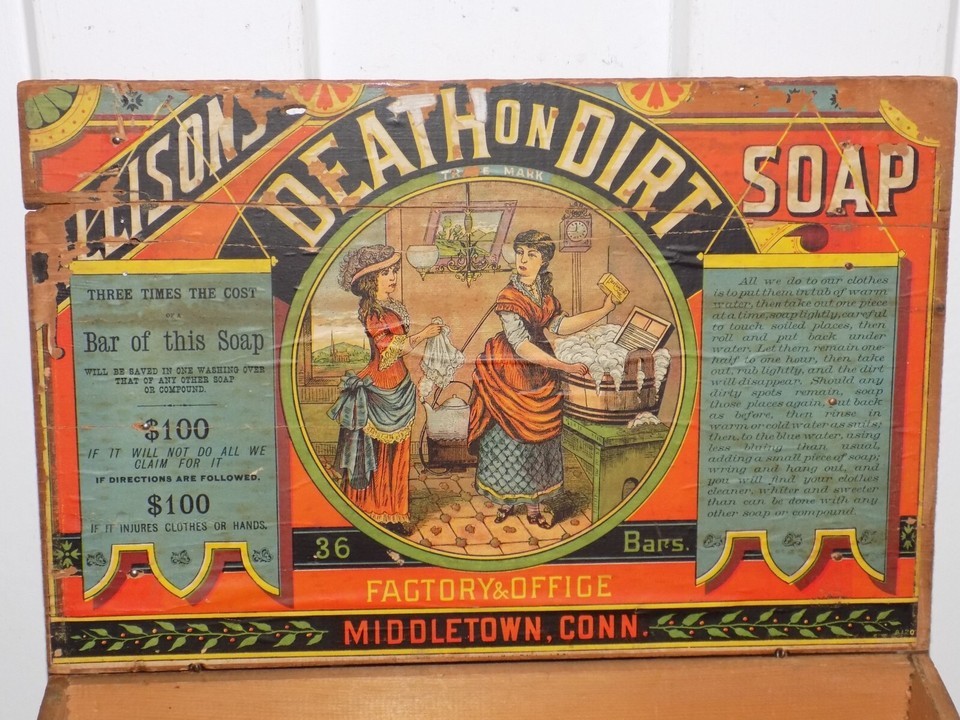 ALLISON'S
DEATH ON DIRT
SOAP
TRADE MARK
THREE TIMES THE COST
OF A
Bar of this Soap
WILL BE SAVED IN ONE WASHING OVER
THAT OF ANY OTHER SOAP
OR COMPOUND.
$100
IF IT WILL NOT DO ALL WE
CLAIM FOR IT
IF DIRECTIONS ARE FOLLOWED.
$100
IF IT INJURES CLOTHES OR HANDS.
All we do to our clothes
is to put them in tub of warm
water, then take out one piece
at a time, soap lightly, careful
to touch soiled places, then
roll and put back under
water. Let them remain one-
half to one hour, then take
out, rub lightly, and the dirt
will disappear. Should any
dirty spots remain, soap
those places again, put back
as before, then rinse in
warm or cold water as suits;
then, to the blue water, using
less bluing than usual,
adding a small piece of soap;
wring and hang out, and
you will find your clothes
cleaner, whiter and sweeter
than can be done with any
other soap or compound.
36 Bars.
FACTORY & OFFICE
MIDDLETOWN, CONN.